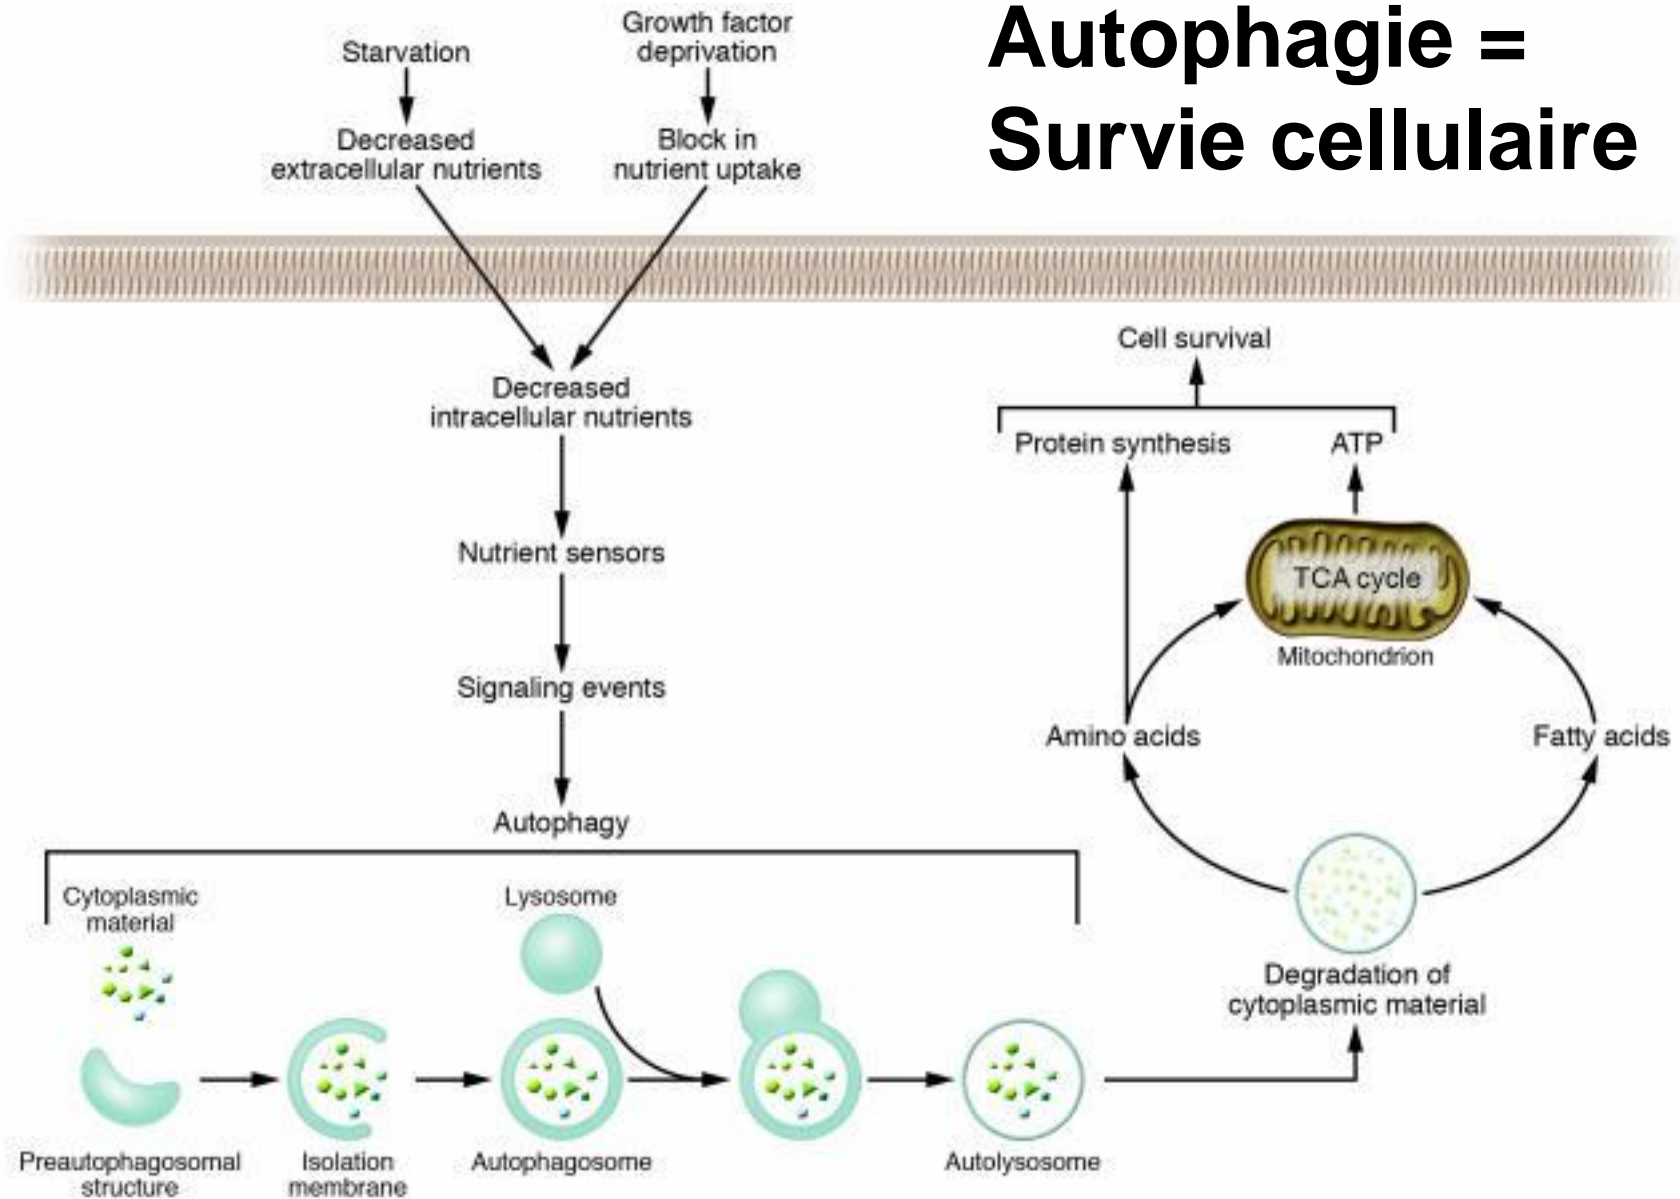 Autophagie =
Survie cellulaire
Starvation
Growth factor
deprivation
Decreased
extracellular nutrients
Block in
nutrient uptake
Decreased
intracellular nutrients
Nutrient sensors
Signaling events
Autophagy
Cytoplasmic
material
Lysosome
Preautophagosomal
structure
Isolation
membrane
Autophagosome
Autolysosome
Degradation of
cytoplasmic material
Amino acids
Fatty acids
Mitochondrion
TCA cycle
Protein synthesis
ATP
Cell survival